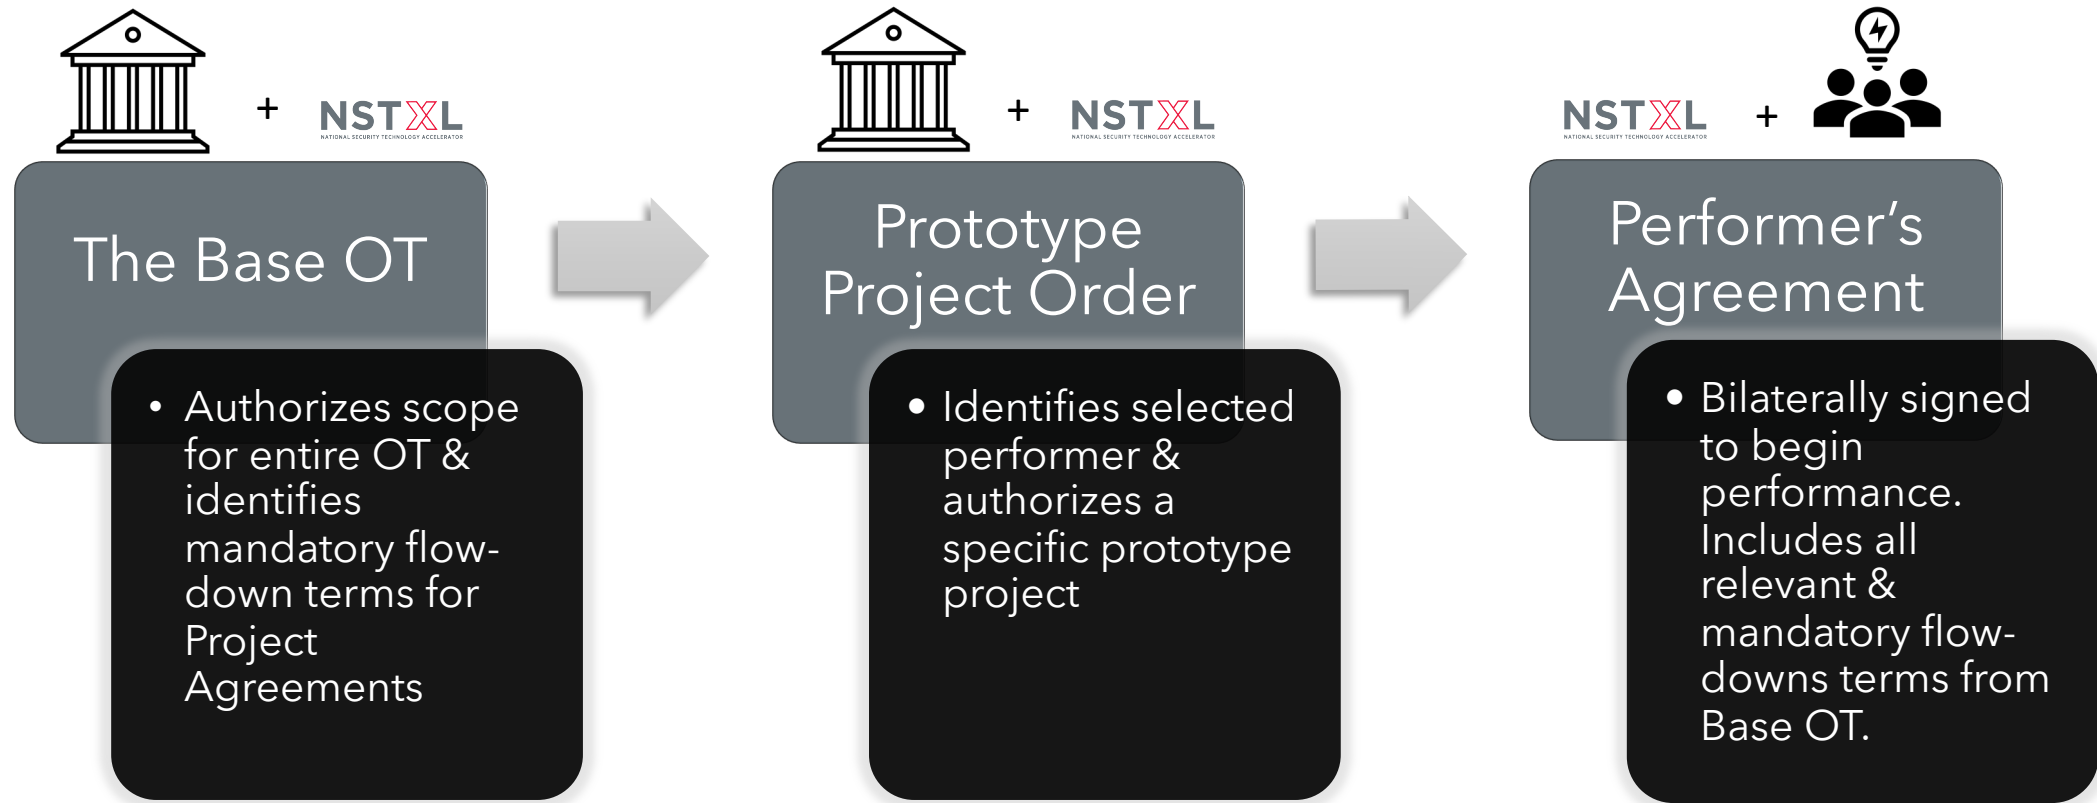 + NSTXL
NATIONAL SECURITY TECHNOLOGY ACCELERATOR
The Base OT
• Authorizes scope
for entire OT &
identifies
mandatory flow-
down terms for
Project
Agreements
+ NSTXL
NATIONAL SECURITY TECHNOLOGY ACCELERATOR
Prototype
Project Order
• Identifies selected
performer &
authorizes a
specific prototype
project
NSTXL +
NATIONAL SECURITY TECHNOLOGY ACCELERATOR
Performer’s
Agreement
• Bilaterally signed
to begin
performance.
Includes all
relevant &
mandatory flow-
downs terms from
Base OT.